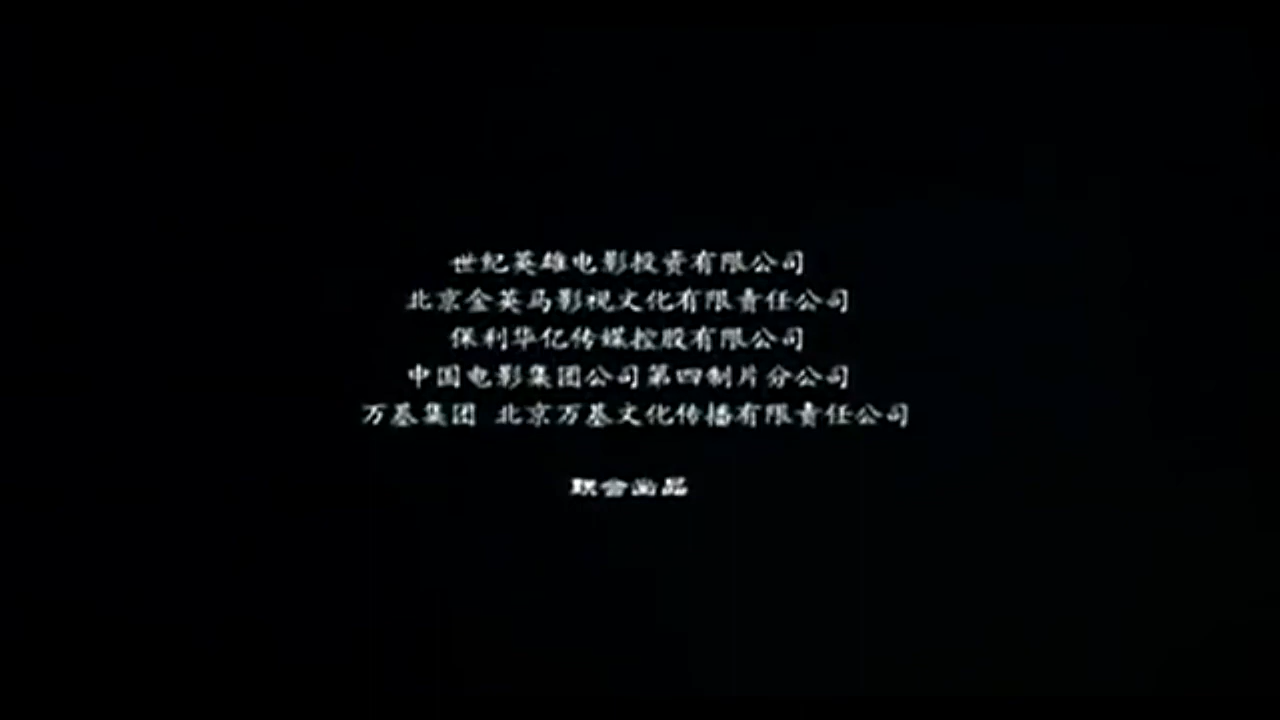 世纪英雄电影投资有限公司
北京金英马影视文化有限责任公司
保利华亿传媒控股有限公司
中国电影集团公司第四制片分公司
万基集团 北京万基文化传播有限责任公司
联合出品